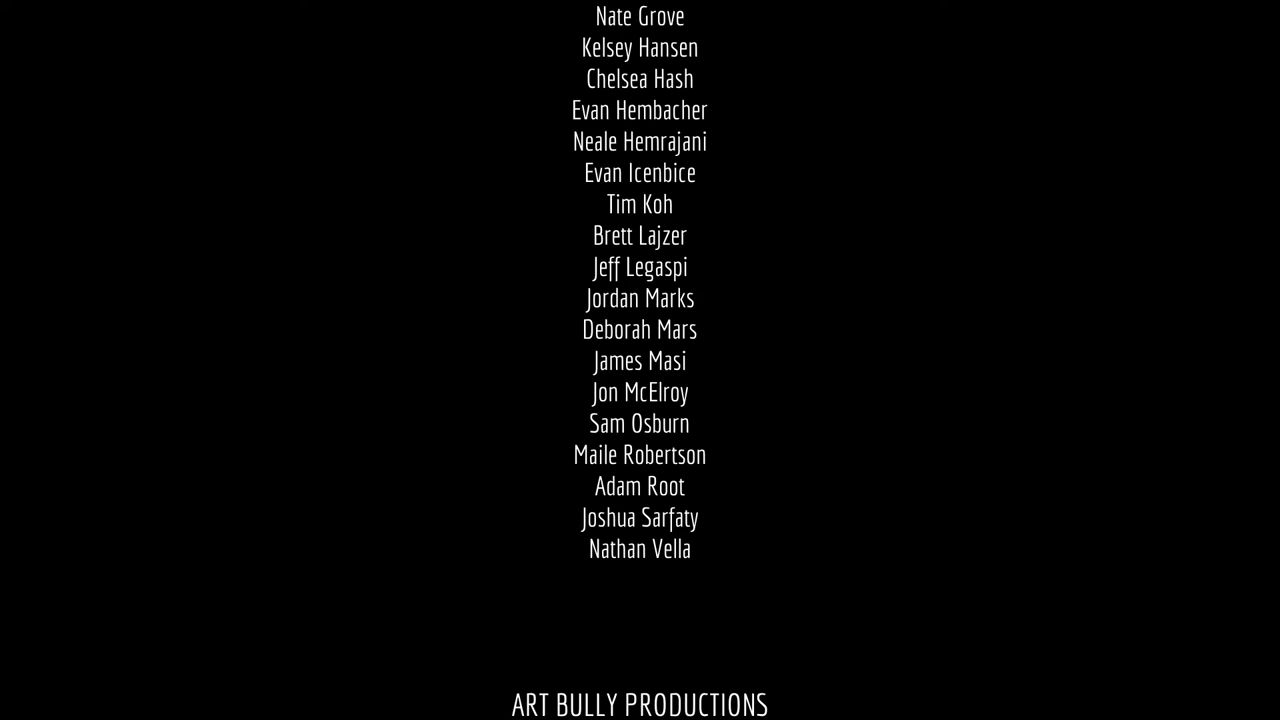 Nate Grove
Kelsey Hansen
Chelsea Hash
Evan Hembacher
Neale Hemrajani
Evan Icenbice
Tim Koh
Brett Lajzer
Jeff Legaspi
Jordan Marks
Deborah Mars
James Masi
Jon McElroy
Sam Osburn
Maile Robertson
Adam Root
Joshua Sarfaty
Nathan Vella
ART BULLY PRODUCTIONS